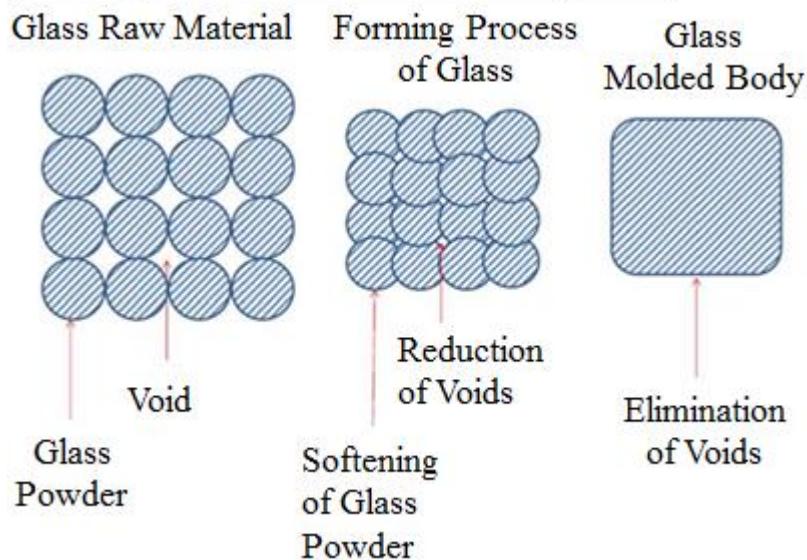 Glass Raw Material
Forming Process
of Glass
Glass
Molded Body
Void
Glass
Powder
Reduction
of Voids
Softening
of Glass
Powder
Elimination
of Voids